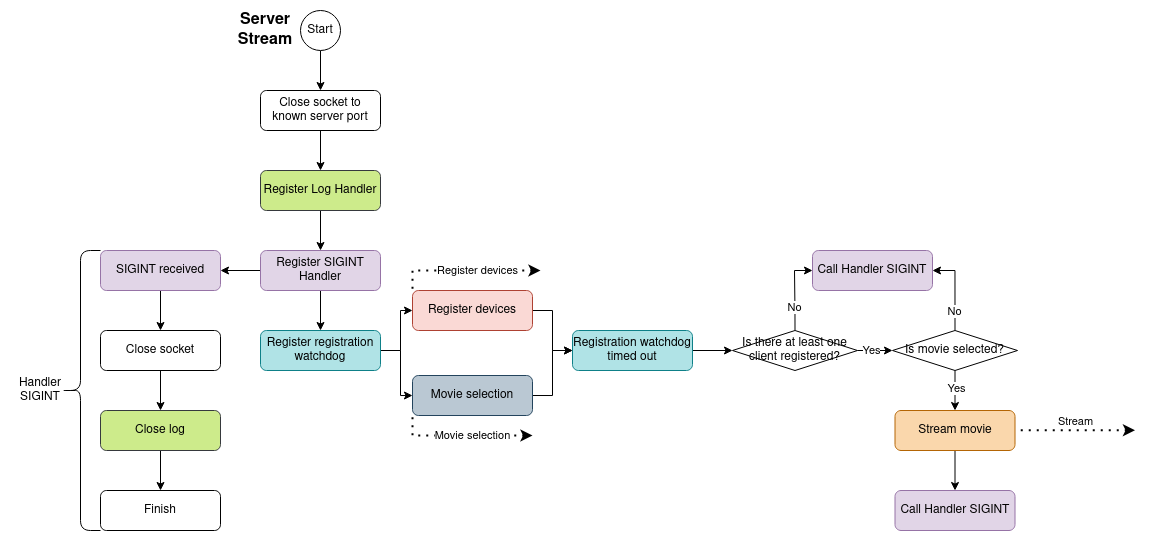 Server
Stream
Start
Close socket to
known server port
Register Log Handler
SIGINT received
Register SIGINT
Handler
Register devices
Call Handler SIGINT
Register devices
No
No
Close socket
Register registration
watchdog
Registration watchdog
timed out
Is there at least one
client registered?
Yes
Is movie selected?
Handler
SIGINT
Movie selection
Yes
Close log
Movie selection
Stream movie
Stream
Finish
Call Handler SIGINT